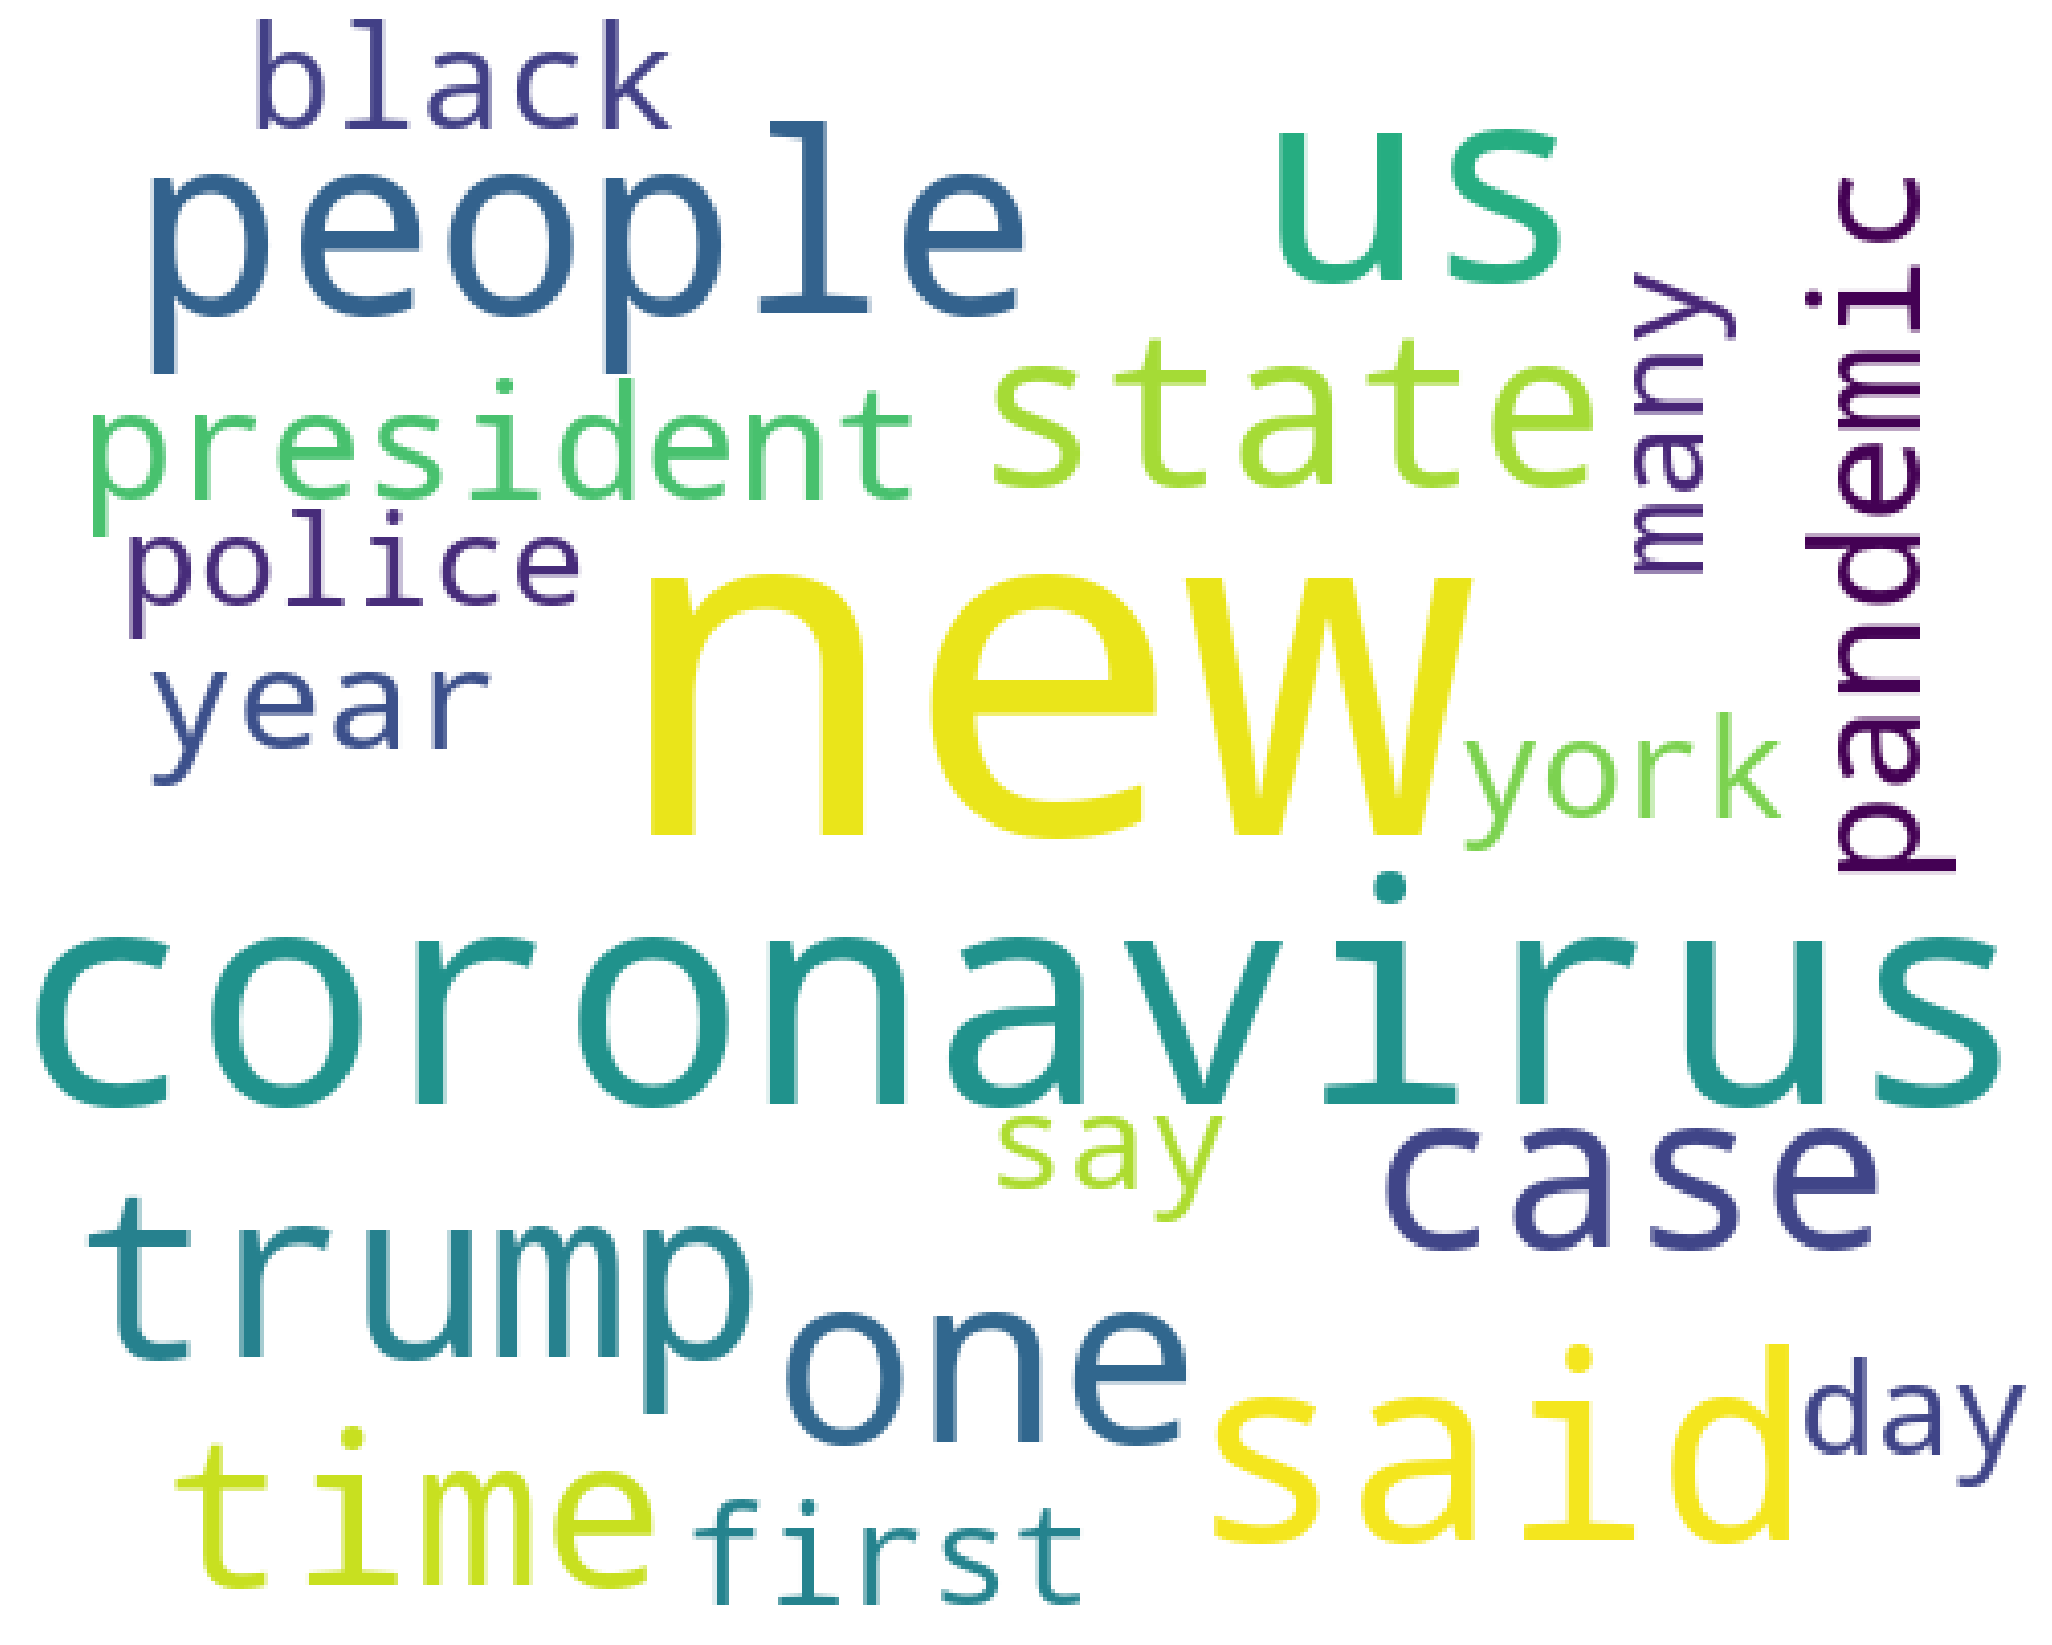 black
people
us
many
pandemic
president
state
police
new
year
york
coronavirus
say
case
trump
one
said
day
time
first